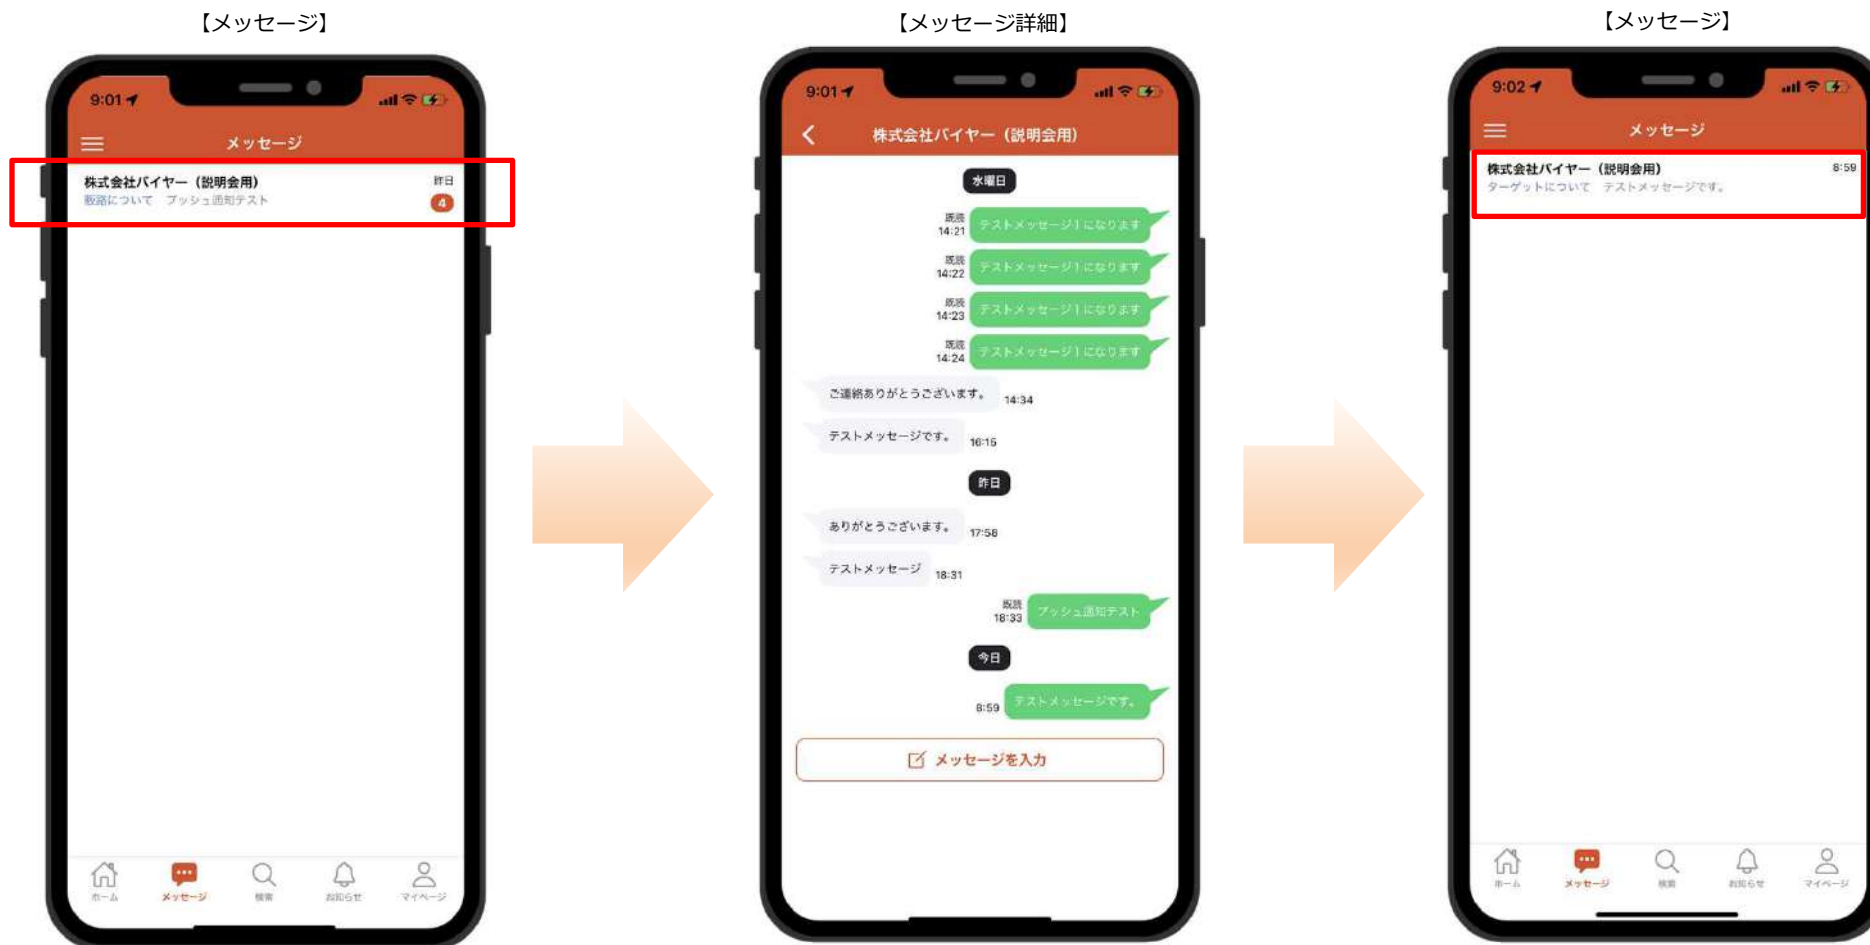 【メッセージ】
9:01
メッセージ
株式会社バイヤー（説明会用）
昨日
販路について　プッシュ通知テスト
4
ホーム
メッセージ
検索
お知らせ
マイページ
【メッセージ詳細】
9:01
株式会社バイヤー（説明会用）
水曜日
既読
14:21
テストメッセージ1になります
既読
14:22
テストメッセージ1になります
既読
14:23
テストメッセージ1になります
既読
14:24
テストメッセージ1になります
ご連絡ありがとうございます。
14:34
テストメッセージです。
16:15
昨日
ありがとうございます。
17:58
テストメッセージ
18:31
既読
18:33
プッシュ通知テスト
今日
8:59
テストメッセージです。
メッセージを入力
【メッセージ】
9:02
メッセージ
株式会社バイヤー（説明会用）
8:59
ターゲットについて　テストメッセージです。
ホーム
メッセージ
検索
お知らせ
マイページ